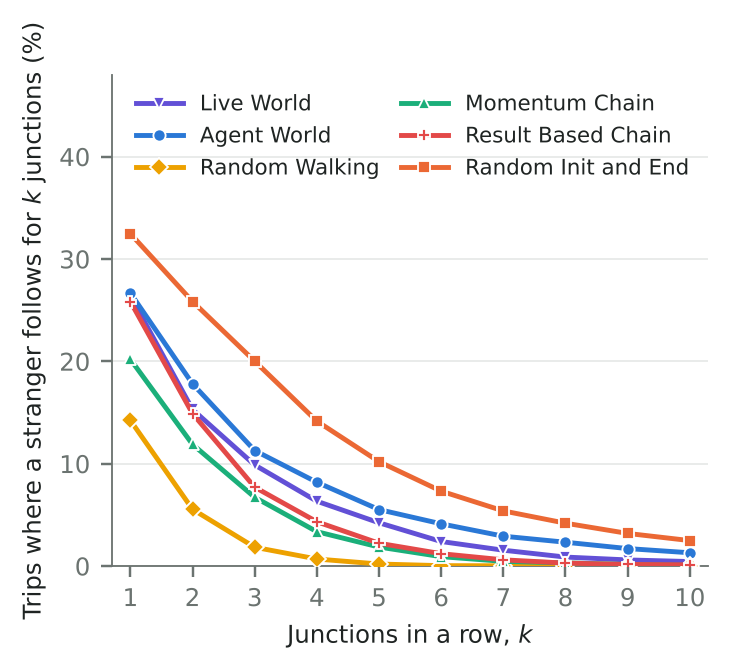 Trips where a stranger follows for k junctions (%)
Live World
Agent World
Random Walking
Momentum Chain
Result Based Chain
Random Init and End
40
30
20
10
0
1 2 3 4 5 6 7 8 9 10
Junctions in a row, k